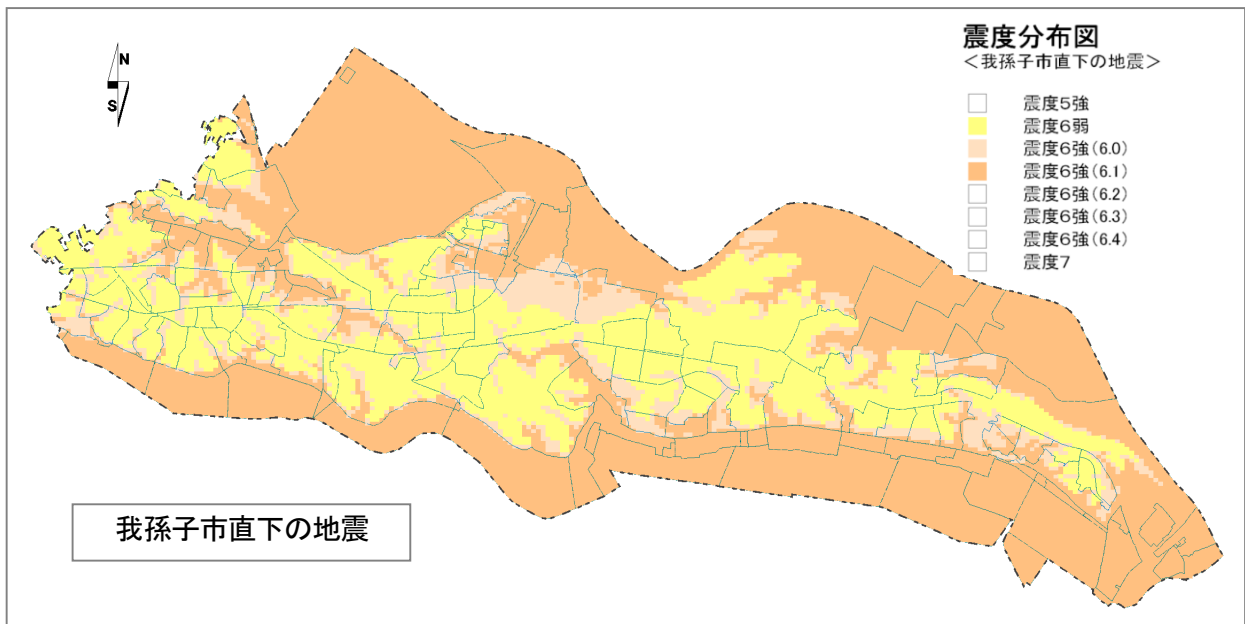 震度分布図
<我孫子市直下の地震>
N
S
震度5強
震度6弱
震度6強(6.0)
震度6強(6.1)
震度6強(6.2)
震度6強(6.3)
震度6強(6.4)
震度7
我孫子市直下の地震